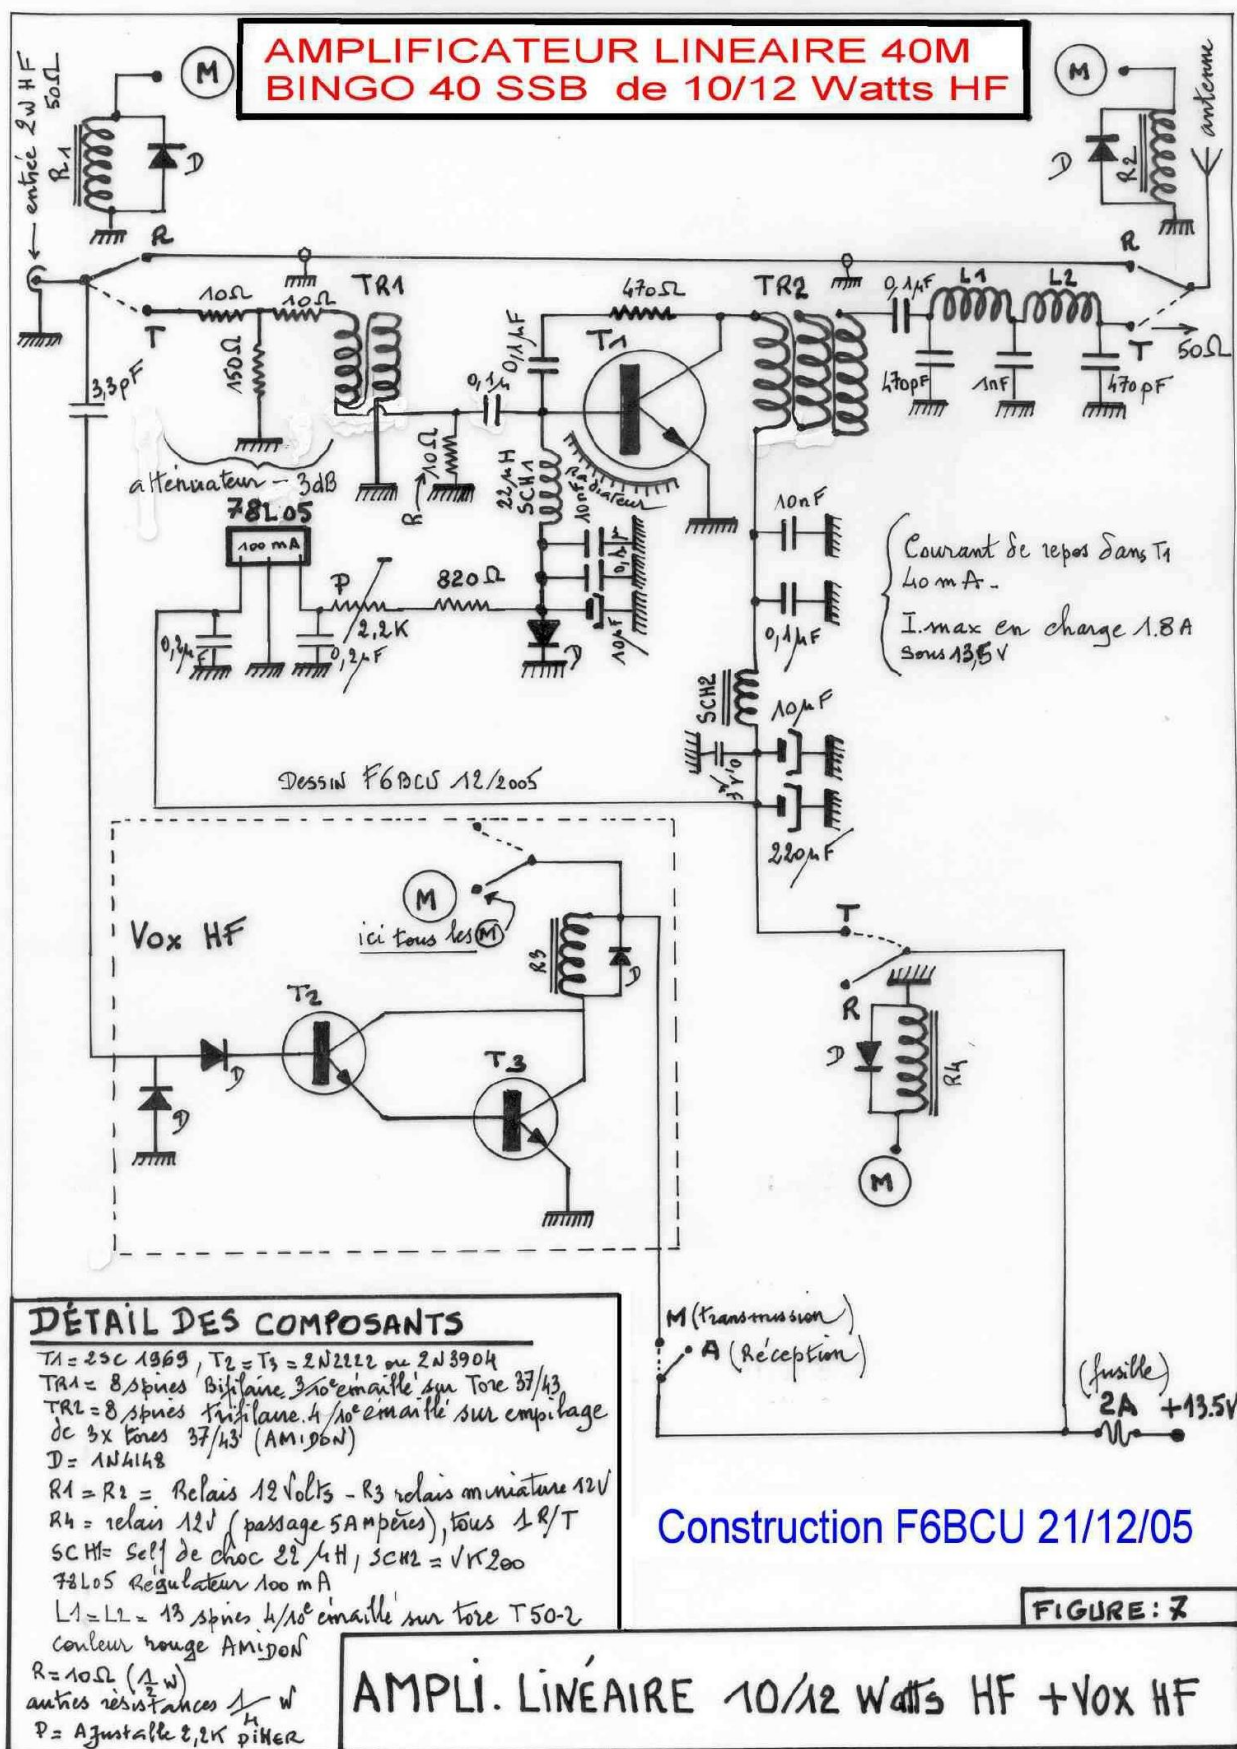 AMPLIFICATEUR LINEAIRE 40M
BINGO 40 SSB de 10/12 Watts HF
entrée 2W HF
50Ω
R1
M
D
M
D
R2
antenne
R
T
10Ω
10Ω
150Ω
TR1
0,1µF
470Ω
T1
TR2
0,1µF
L1
L2
R
T
50Ω
3,3pF
470pF
1nF
470pF
atténuateur - 3dB
0,1µ
10Ω
R
22µH
SCH1
Radiateur
10nF
0,1µF
10µF
10nF
0,1µF
78L05
100 mA
0,2µF
0,2µF
P
2,2K
820Ω
D
Courant de repos dans T1
40mA -
I.max en charge 1.8A
sous 13,5V
SCH2
0,1µF
10µF
220µF
Dessin F6BCU 12/2005
Vox HF
M
ici tous les M
R3
D
T2
T3
D
D
T
R
D
R4
M
M (transmission)
A (Réception)
(fusible)
2A +13.5V
DÉTAIL DES COMPOSANTS
T1 = 2SC 1969, T2 = T3 = 2N2222 ou 2N3904
TR1 = 8 spires Bifilaire 3/10e émaillé sur Tore 37/43
TR2 = 8 spires trifilaire 4/10e émaillé sur empilage
de 3x tores 37/43 (AMIDON)
D = 1N4148
R1 = R2 = Relais 12 Volts - R3 relais miniature 12V
R4 = relais 12V (passage 5Ampères), tous 1R/T
SCH1 = Self de choc 22µH, SCH2 = VK200
78L05 Régulateur 100 mA
L1 = L2 = 13 spires 4/10e émaillé sur tore T50-2
couleur rouge AMIDON
R = 10Ω (1/2 W)
autres résistances 1/4 W
P = Ajustable 2,2K piHER
Construction F6BCU 21/12/05
FIGURE: 7
AMPLI. LINÉAIRE 10/12 Watts HF + VOX HF